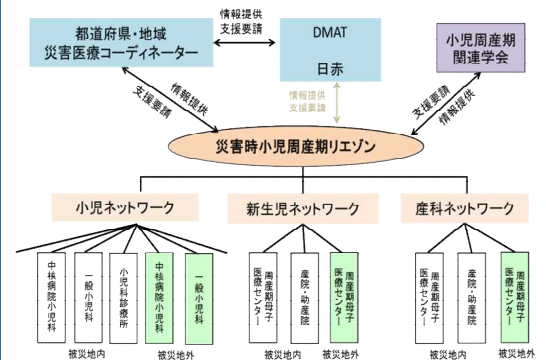 都道府県・地域
災害医療コーディネーター
情報提供
支援要請
DMAT
日赤
小児周産期
関連学会
情報提供
支援要請
情報提供
支援要請
支援要請
情報提供
災害時小児周産期リエゾン
小児ネットワーク
新生児ネットワーク
産科ネットワーク
中核病院小児科
一般小児科
小児科診療所
中核病院小児科
一般小児科
周産期母子
医療センター
産院・助産院
周産期母子
医療センター
周産期母子
医療センター
産院・助産院
周産期母子
医療センター
被災地内
被災地外
被災地内
被災地外
被災地内
被災地外